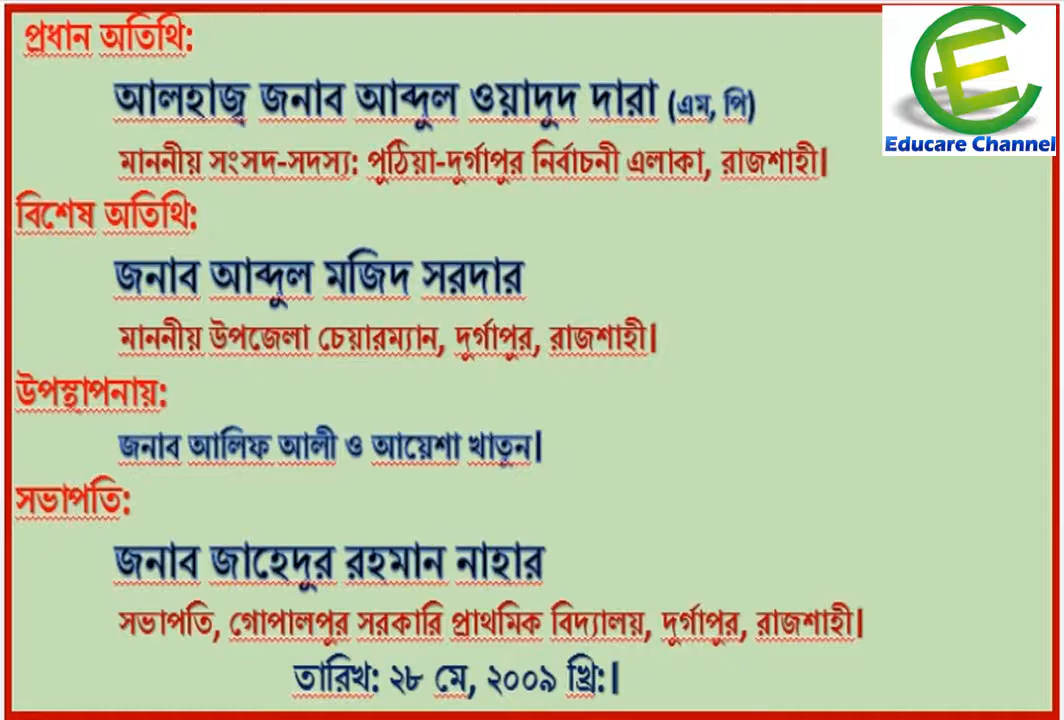 প্রধান অতিথি:
আলহাজ্ব জনাব আব্দুল ওয়াদুদ দারা (এম, পি)
মাননীয় সংসদ-সদস্য: পুঠিয়া-দুর্গাপুর নির্বাচনী এলাকা, রাজশাহী।
বিশেষ অতিথি:
জনাব আব্দুল মজিদ সরদার
মাননীয় উপজেলা চেয়ারম্যান, দুর্গাপুর, রাজশাহী।
উপস্থাপনায়:
জনাব আলিফ আলী ও আয়েশা খাতুন।
সভাপতি:
জনাব জাহেদুর রহমান নাহার
সভাপতি, গোপালপুর সরকারি প্রাথমিক বিদ্যালয়, দুর্গাপুর, রাজশাহী।
তারিখ: ২৮ মে, ২০০৯ খ্রি:।
Educare Channel